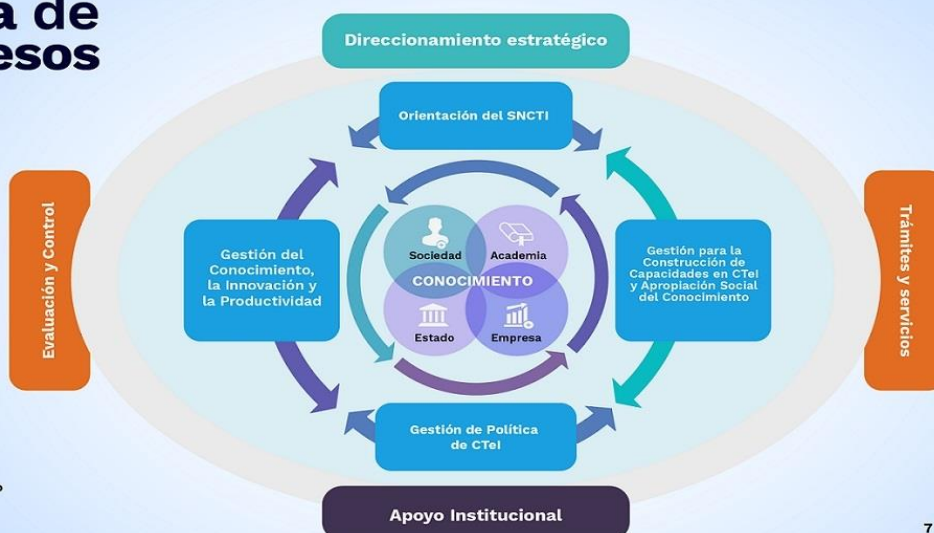 a de
esos
Direccionamiento estratégico
Orientación del SNCTI
Evaluación y Control
Gestión del
Conocimiento,
la Innovación y
la Productividad
Sociedad
Academia
CONOCIMIENTO
Estado
Empresa
Gestión para la
Construcción de
Capacidades en CTeI
y Apropiación Social
del Conocimiento
Trámites y servicios
Gestión de Política
de CTeI
Apoyo Institucional
7